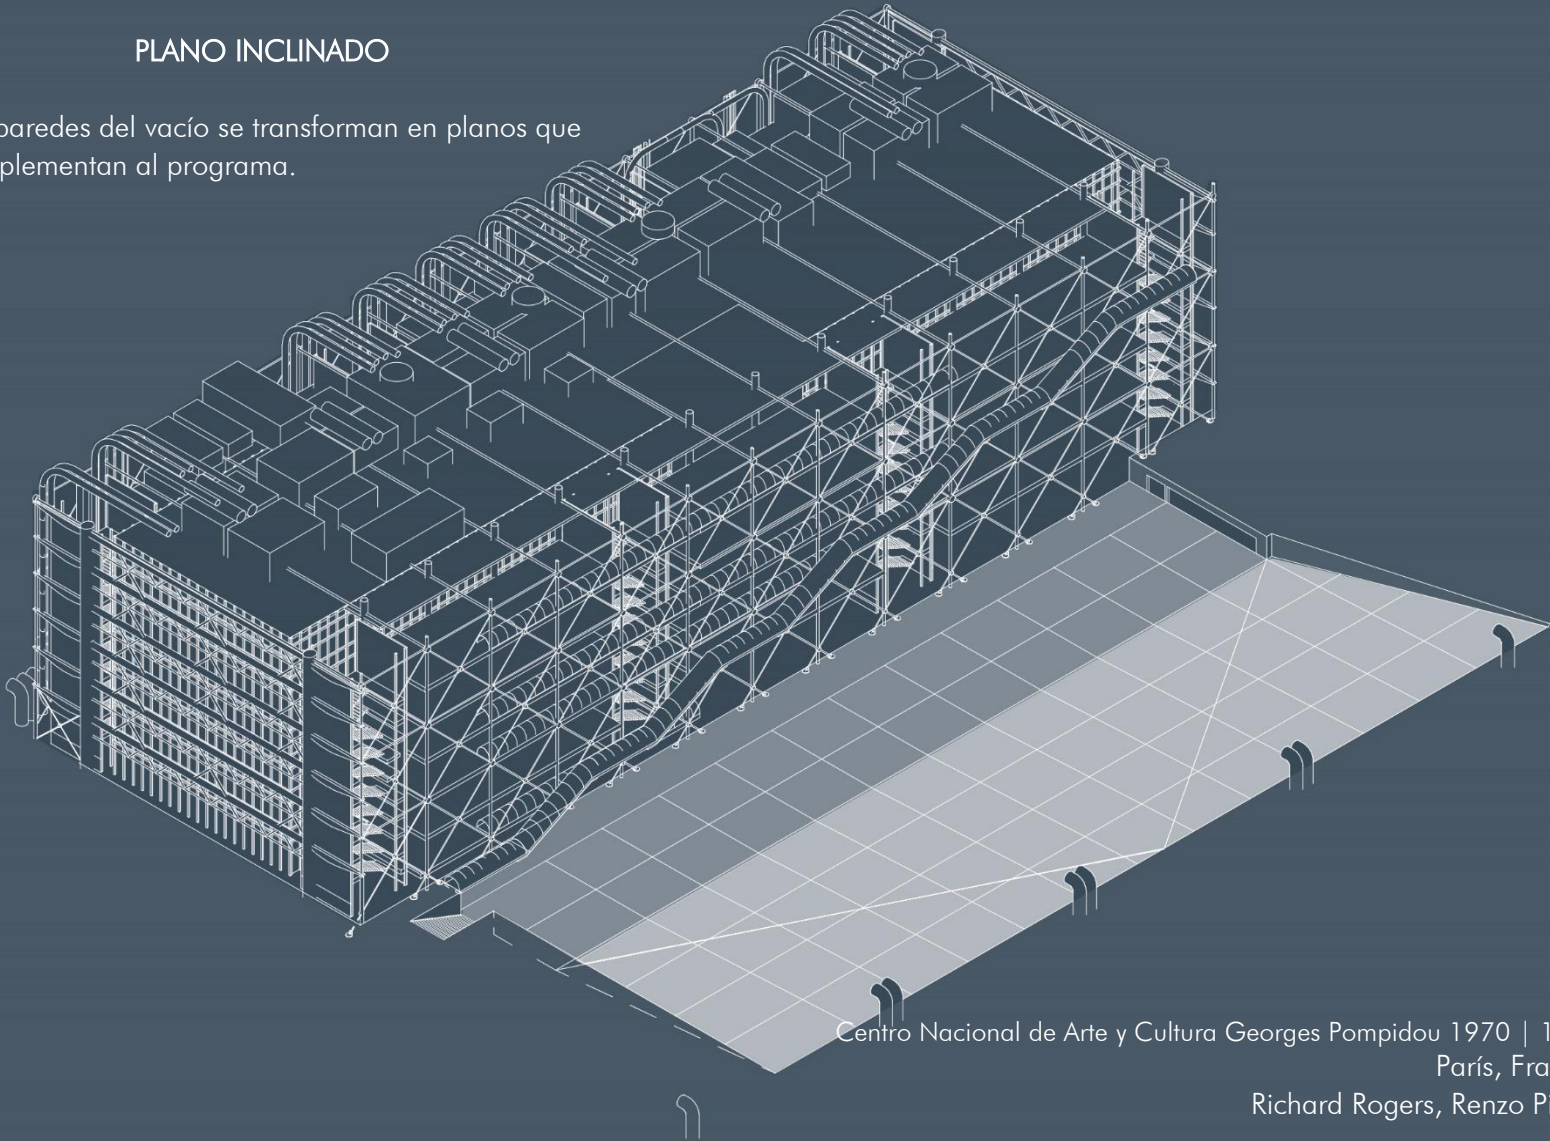 PLANO INCLINADO
paredes del vacío se transforman en planos que
plementan al programa.
Centro Nacional de Arte y Cultura Georges Pompidou 1970 | 1
París, Fra
Richard Rogers, Renzo Pi